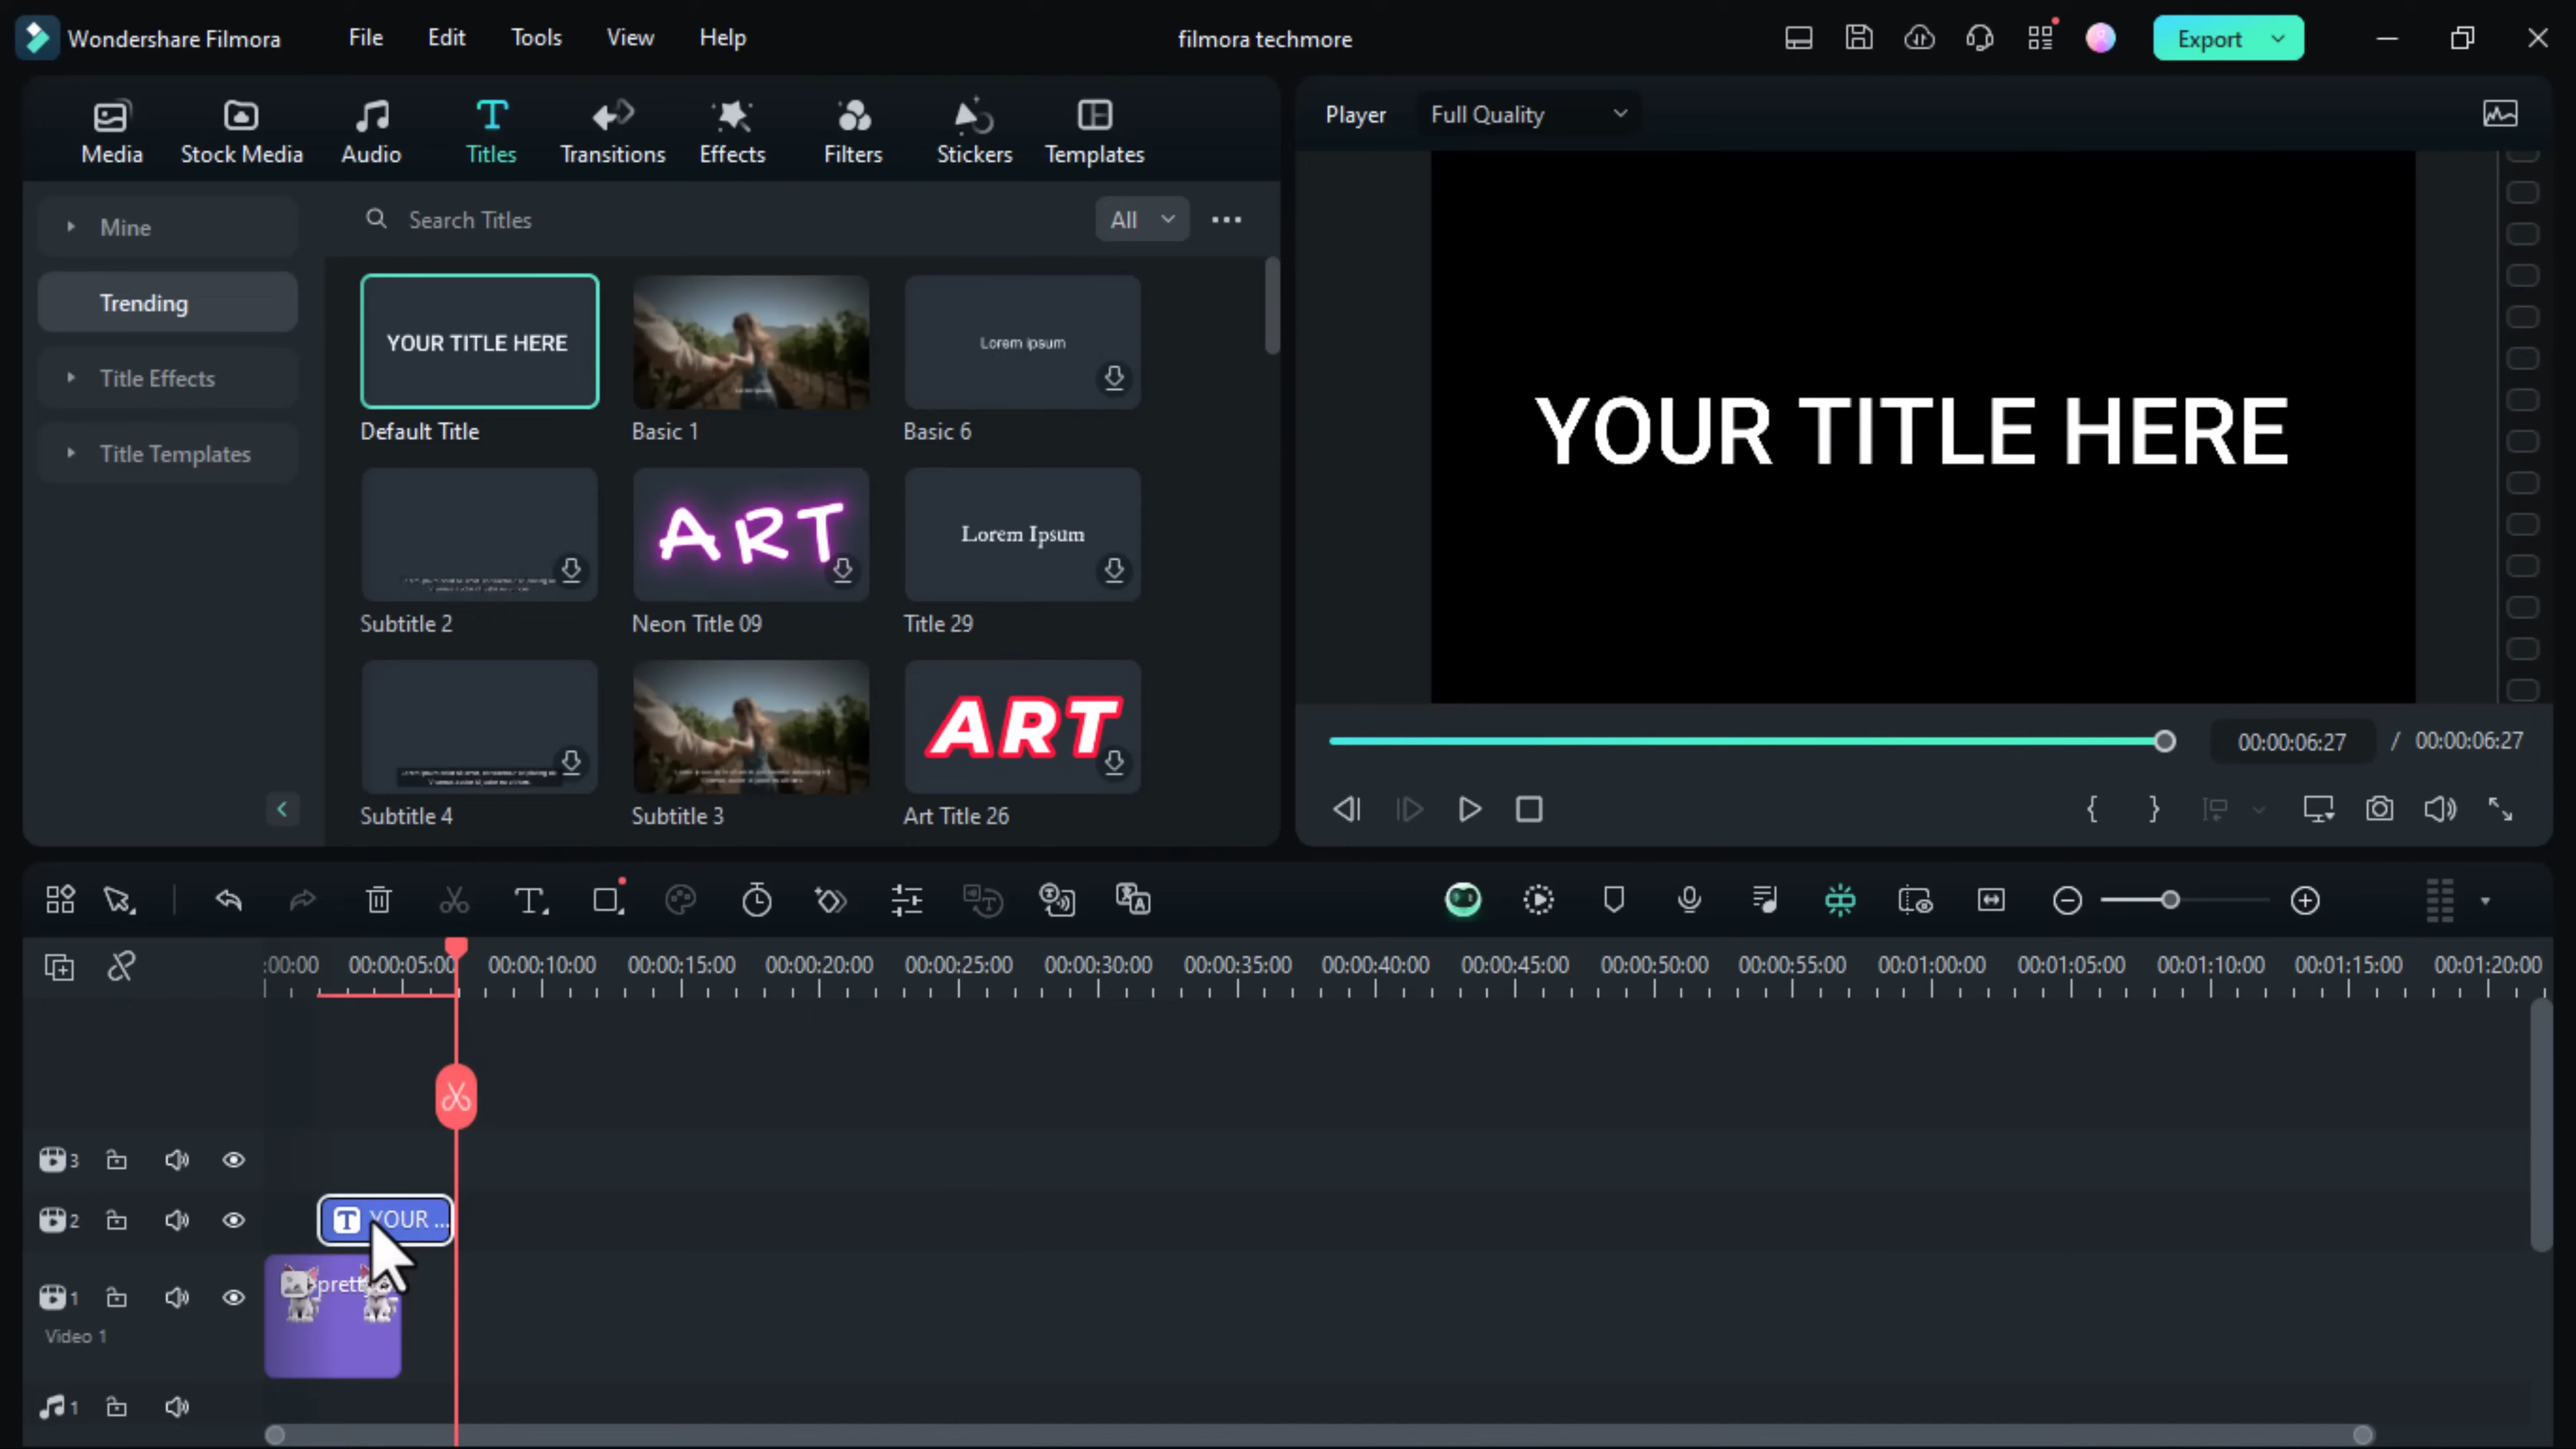 Wondershare Filmora File Edit Tools View Help filmora techmore Export
Media Stock Media Audio Titles Transitions Effects Filters Stickers Templates
Player Full Quality
Mine
Trending
Title Effects
Title Templates
Search Titles All
YOUR TITLE HERE
Default Title
Basic 1
Lorem ipsum
Basic 6
Subtitle 2
ART
Neon Title 09
Lorem Ipsum
Title 29
Subtitle 4
Subtitle 3
ART
Art Title 26
YOUR TITLE HERE
00:00:06:27 / 00:00:06:27
:00:00 00:00:05:00 00:00:10:00 00:00:15:00 00:00:20:00 00:00:25:00 00:00:30:00 00:00:35:00 00:00:40:00 00:00:45:00 00:00:50:00 00:00:55:00 00:01:00:00 00:01:05:00 00:01:10:00 00:01:15:00 00:01:20:00
3
2
T YOUR ...
1
Video 1
1